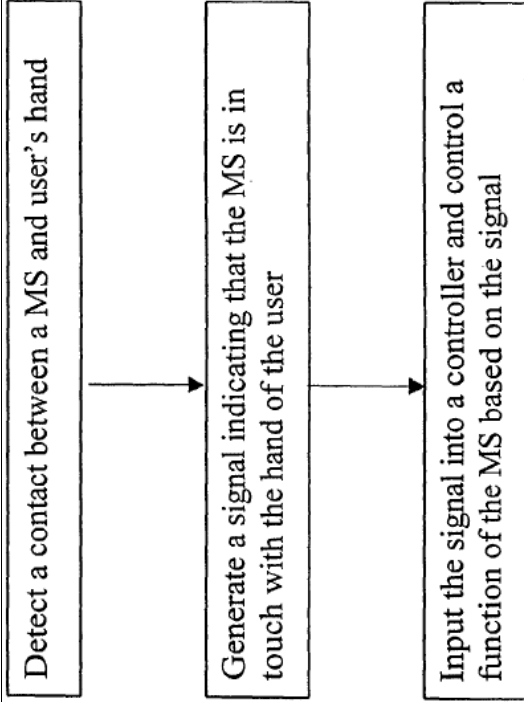 Detect a contact between a MS and user's hand
Generate a signal indicating that the MS is in
touch with the hand of the user
Input the signal into a controller and control a
function of the MS based on the signal